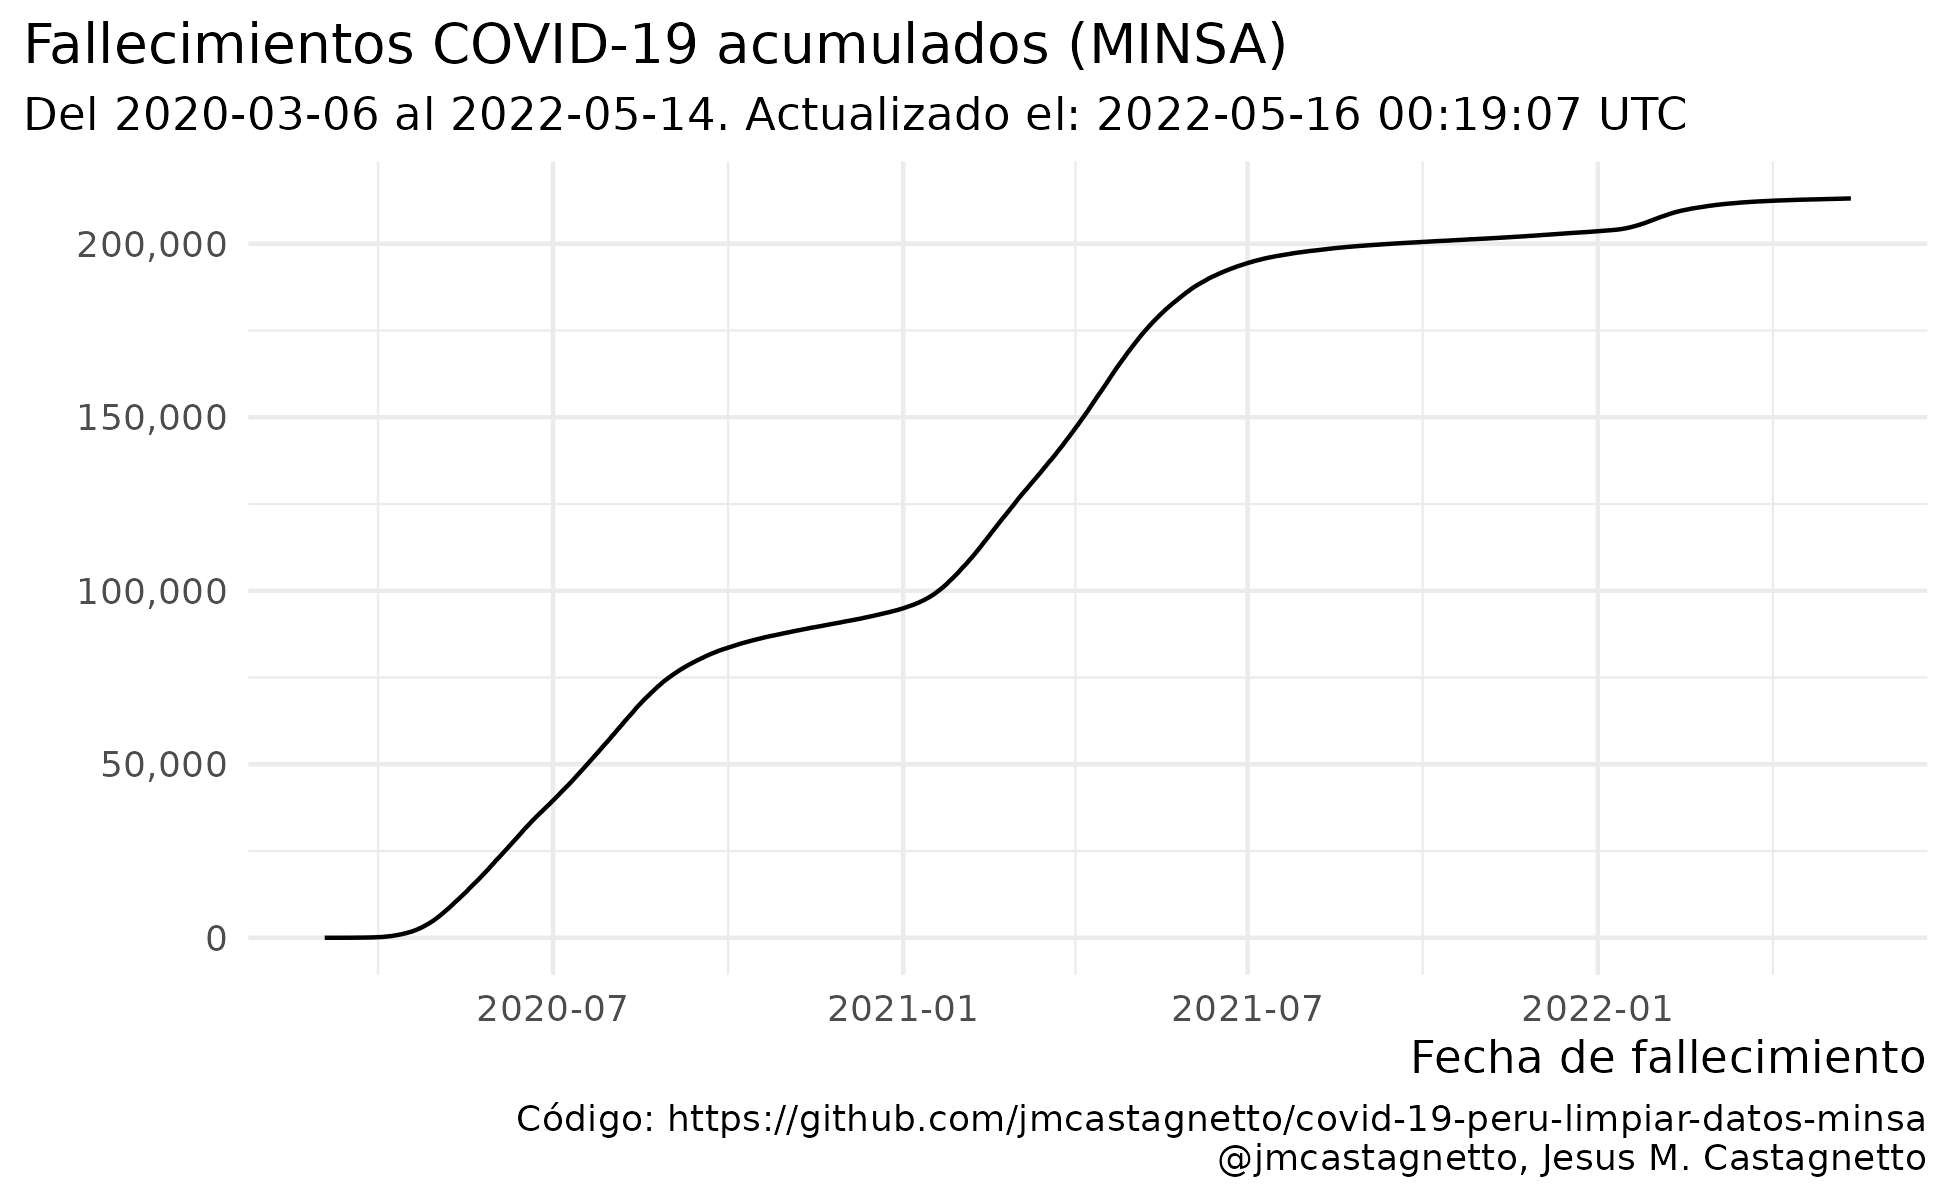 Fallecimientos COVID-19 acumulados (MINSA)
Del 2020-03-06 al 2022-05-14. Actualizado el: 2022-05-16 00:19:07 UTC
200,000
150,000
100,000
50,000
0
2020-07 2021-01 2021-07 2022-01
Fecha de fallecimiento
Código: https://github.com/jmcastagnetto/covid-19-peru-limpiar-datos-minsa
@jmcastagnetto, Jesus M. Castagnetto